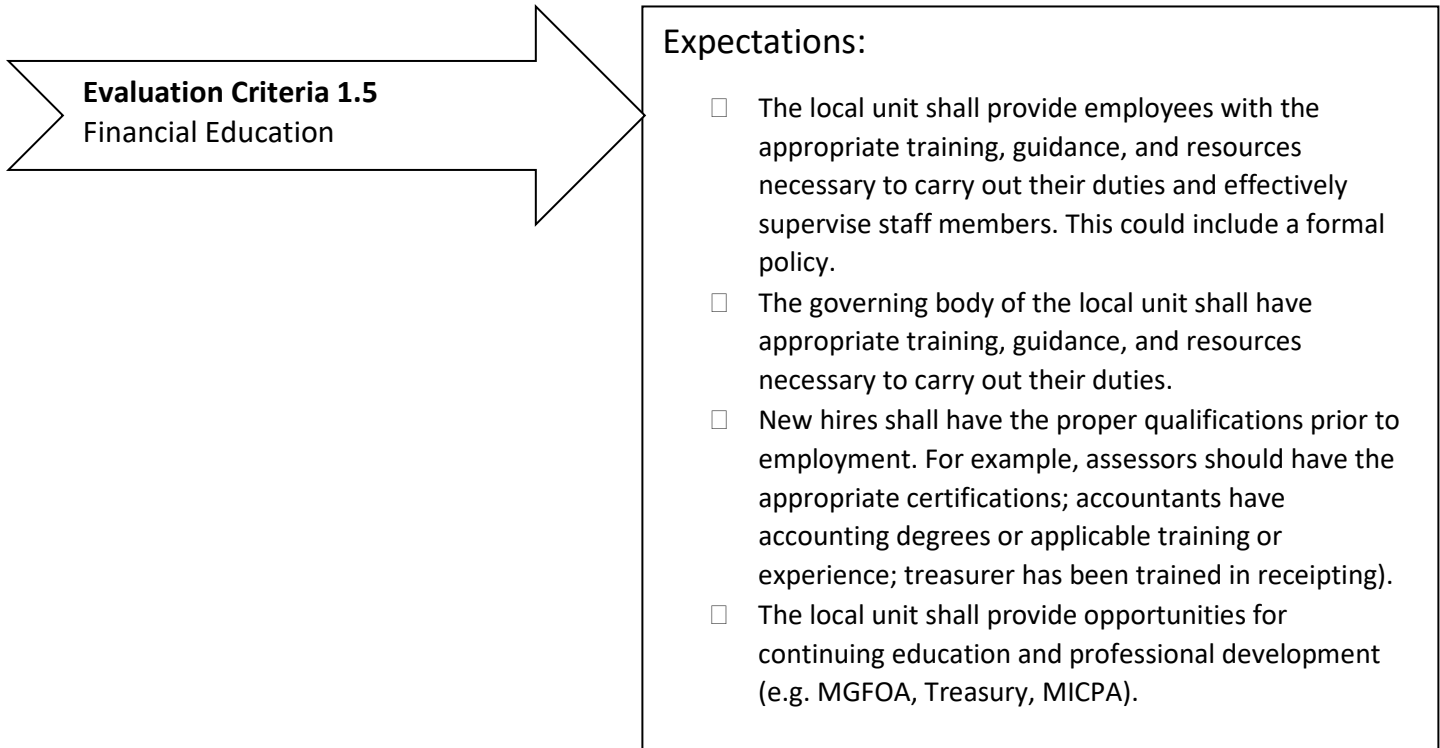 Evaluation Criteria 1.5
Financial Education
Expectations:
□ The local unit shall provide employees with the
appropriate training, guidance, and resources
necessary to carry out their duties and effectively
supervise staff members. This could include a formal
policy.
□ The governing body of the local unit shall have
appropriate training, guidance, and resources
necessary to carry out their duties.
□ New hires shall have the proper qualifications prior to
employment. For example, assessors should have the
appropriate certifications; accountants have
accounting degrees or applicable training or
experience; treasurer has been trained in receipting).
□ The local unit shall provide opportunities for
continuing education and professional development
(e.g. MGFOA, Treasury, MICPA).